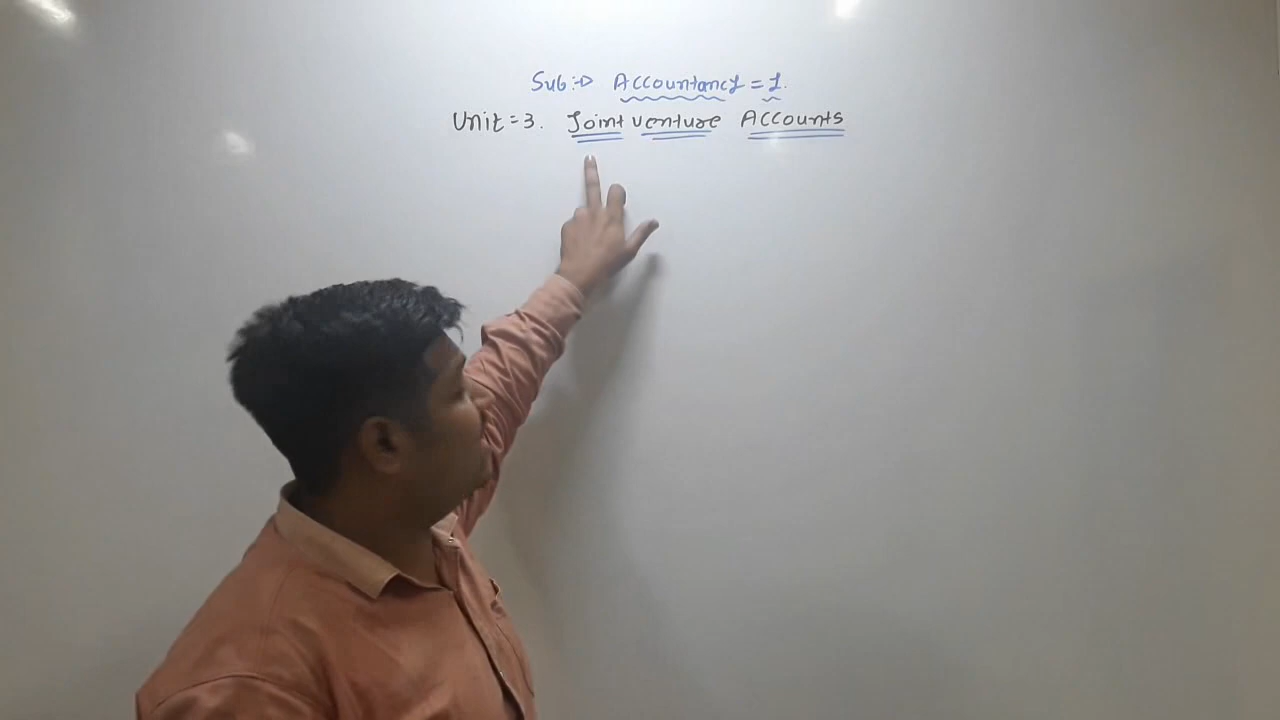 Sub:→ Accountancy = 1.
Unit = 3. Joint venture Accounts